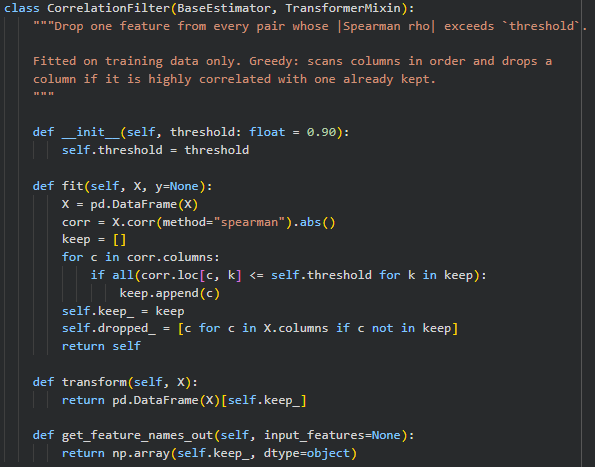 class CorrelationFilter(BaseEstimator, TransformerMixin):
    """Drop one feature from every pair whose |Spearman rho| exceeds `threshold`.

    Fitted on training data only. Greedy: scans columns in order and drops a
    column if it is highly correlated with one already kept.
    """

    def __init__(self, threshold: float = 0.90):
        self.threshold = threshold

    def fit(self, X, y=None):
        X = pd.DataFrame(X)
        corr = X.corr(method="spearman").abs()
        keep = []
        for c in corr.columns:
            if all(corr.loc[c, k] <= self.threshold for k in keep):
                keep.append(c)
        self.keep_ = keep
        self.dropped_ = [c for c in X.columns if c not in keep]
        return self

    def transform(self, X):
        return pd.DataFrame(X)[self.keep_]

    def get_feature_names_out(self, input_features=None):
        return np.array(self.keep_, dtype=object)